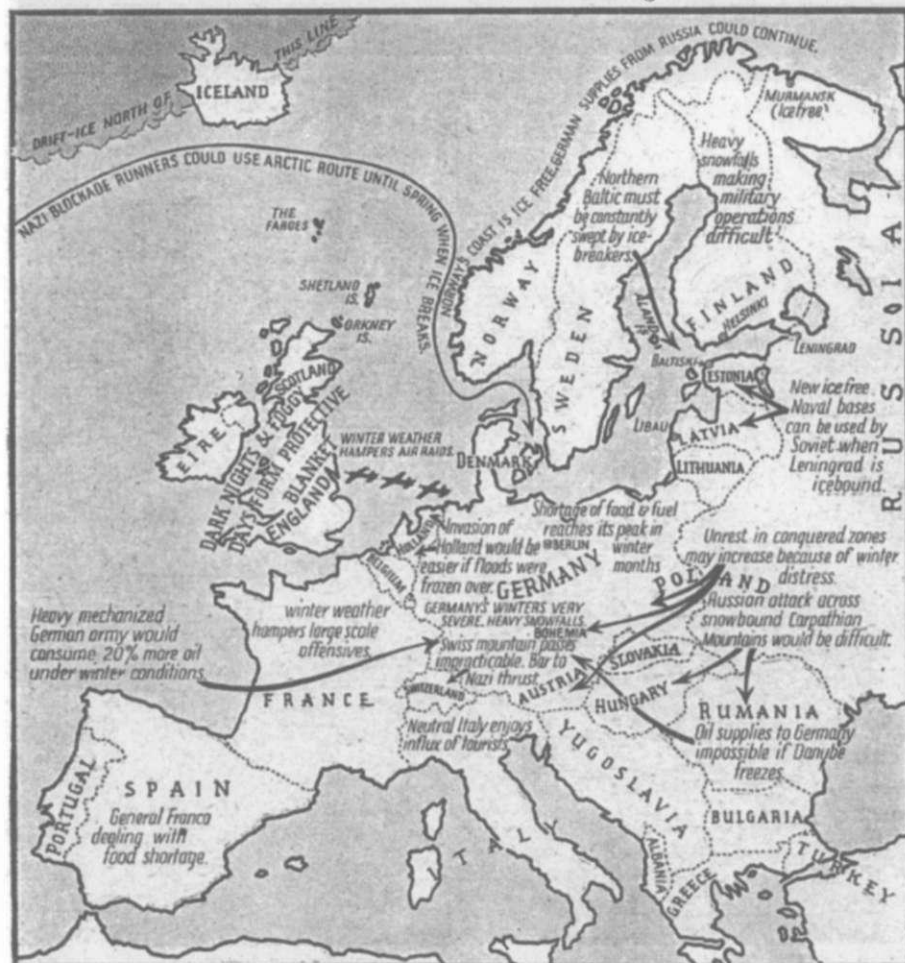 DRIFT-ICE NORTH OF THIS LINE
ICELAND
NAZI BLOCKADE RUNNERS COULD USE ARCTIC ROUTE UNTIL SPRING WHEN ICE BREAKS.
NORWAY'S COAST IS ICE FREE, GERMAN SUPPLIES FROM RUSSIA COULD CONTINUE.
MURMANSK
(Icefree)
Heavy
snowfalls
making
military
operations
difficult
Northern
Baltic must
be constantly
swept by ice-
breakers.
THE
FAROES
SHETLAND
IS.
ORKNEY
IS.
NORWAY
SWEDEN
FINLAND
HELSINKI
ALAND
IS
RUSSIA
LENINGRAD
BALTISKI
ESTONIA
LIBAU
LATVIA
LITHUANIA
New ice free
Naval bases
can be used by
Soviet when
Leningrad is
icebound.
SCOTLAND
EIRE
DARK NIGHTS & FOGGY
DAYS FORM PROTECTIVE
BLANKET
ENGLAND
WINTER WEATHER
HAMPERS AIR RAIDS.
DENMARK
HOLLAND
BELGIUM
Invasion of
Holland would be
easier if floods were
frozen over.
Shortage of food & fuel
reaches its peak in
winter
months
BERLIN
GERMANY
POLAND
Unrest in conquered zones
may increase because of winter
distress.
Russian attack across
snowbound Carpathian
Mountains would be difficult.
GERMANY'S WINTERS VERY
SEVERE, HEAVY SNOWFALLS.
BOHEMIA
Heavy mechanized
German army would
consume 20% more oil
under winter conditions.
winter weather
hampers large scale
offensives.
Swiss mountain passes
impracticable. Bar to
Nazi thrust.
FRANCE
SWITZERLAND
AUSTRIA
SLOVAKIA
HUNGARY
RUMANIA
Oil supplies to Germany
impossible if Danube
freezes.
Neutral Italy enjoys
influx of tourists.
YUGOSLAVIA
BULGARIA
PORTUGAL
SPAIN
General Franco
dealing with
food shortage.
ITALY
ALBANIA
GREECE
TURKEY